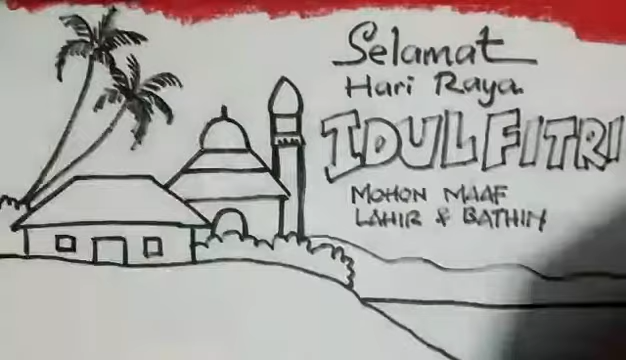 Selamat
Hari Raya
IDUL FITRI
MOHON MAAF
LAHIR & BATHIN